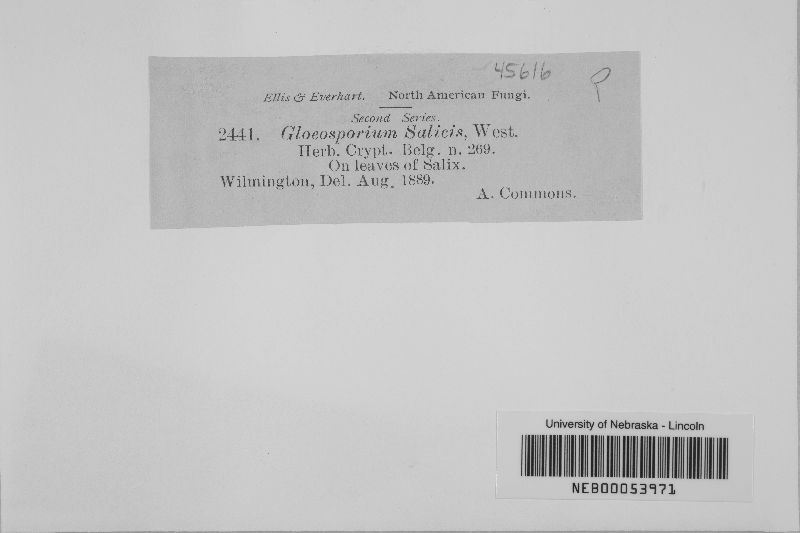 45616
P
Ellis & Everhart. North American Fungi.
Second Series.
2441. Gloeosporium Salicis, West.
Herb. Crypt. Belg. n. 269.
On leaves of Salix.
Wilmington, Del. Aug. 1889.
A. Commons.
University of Nebraska - Lincoln
NEB00053971